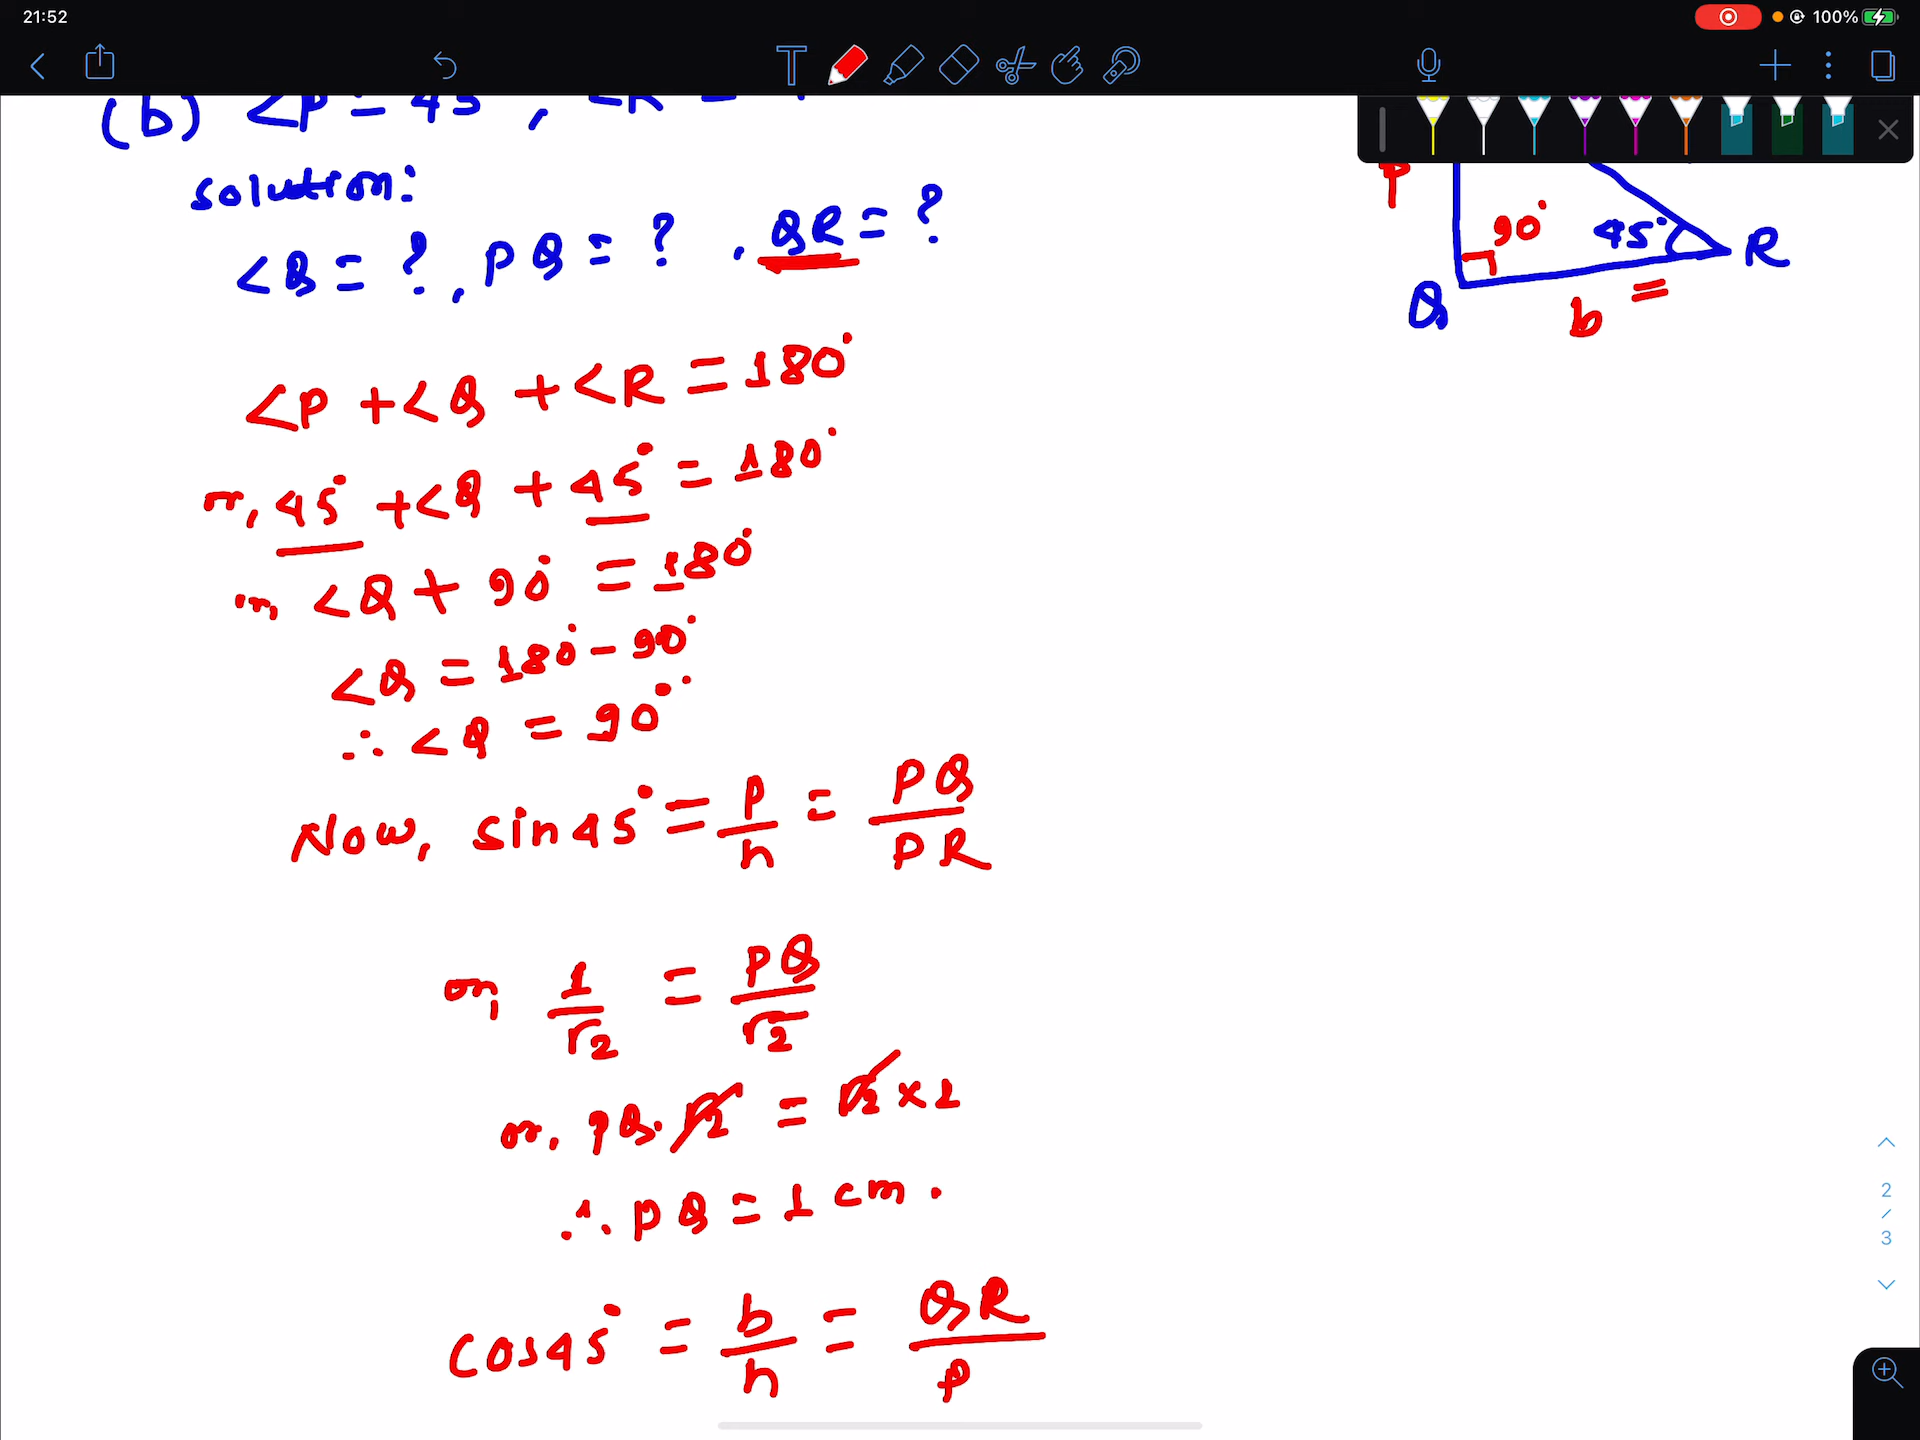 21:52
100%
T
(b) <P = 45 , <R = ?
solution:
<Q = ? , PQ = ? , QR = ?
<P + <Q + <R = 180°
or, 45° + <Q + 45° = 180°
or, <Q + 90° = 180°
<Q = 180° - 90°
∴ <Q = 90°
Now, sin45° = p/h = PQ/PR
or, 1/√2 = PQ/√2
or, PQ.√2 = √2 × 1
∴ PQ = 1 cm.
cos45° = b/h = QR/P
P
90°
45°
R
Q
b
2
/
3